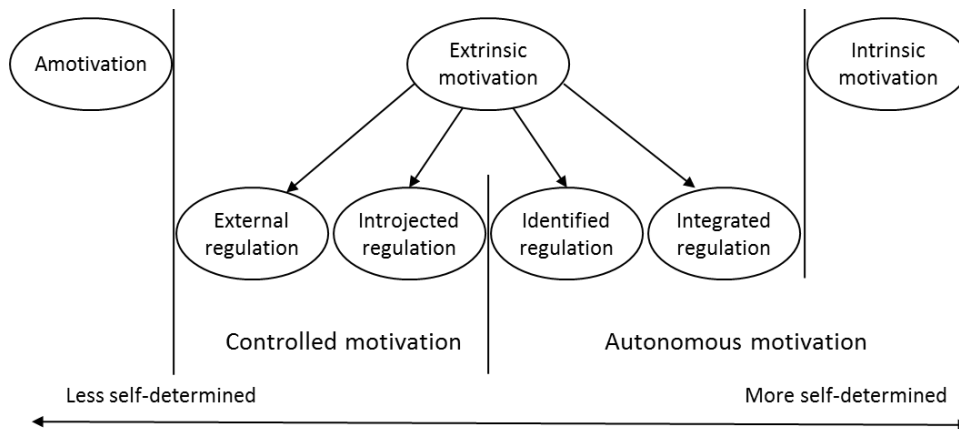 Amotivation
Extrinsic
motivation
Intrinsic
motivation
External
regulation
Introjected
regulation
Identified
regulation
Integrated
regulation
Controlled motivation
Autonomous motivation
Less self-determined
More self-determined